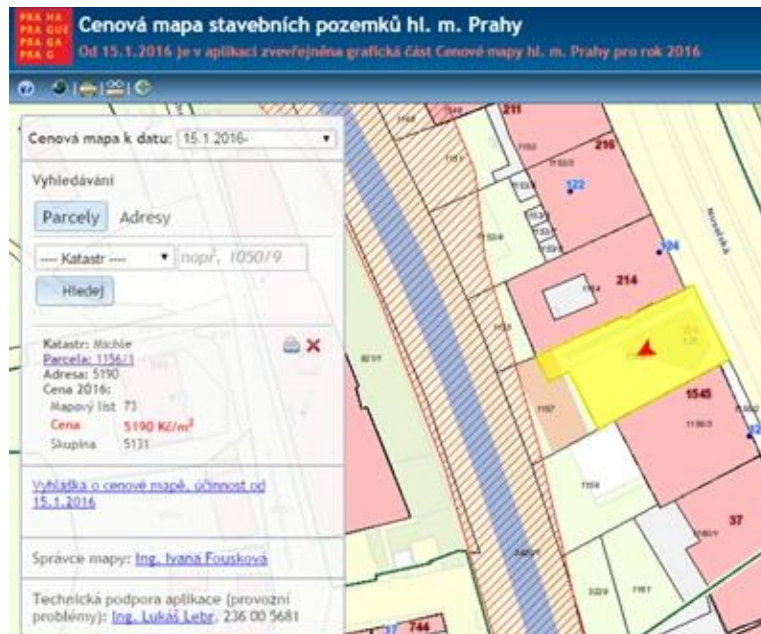 PRA HA
PRA GUE
PRA GA
PRA G
Cenová mapa stavebních pozemků hl. m. Prahy
Od 15.1.2016 je v aplikaci zveveřejněna grafická část Cenové mapy hl. m. Prahy pro rok 2016
Cenová mapa k datu: 15.1.2016-
Vyhledávání
Parcely Adresy
---- Katastr ---- např. 1050/9
Hledej
Katastr: Michle
Parcela: 1156/1
Adresa: 5190
Cena 2016:
Mapový list 73
Cena 5190 Kč/m²
Skupina 5131
Vyhláška o cenové mapě, účinnost od
15.1.2016
Správce mapy: Ing. Ivana Fousková
Technická podpora aplikace (provozní
problémy): Ing. Lukáš Lebr, 236 00 5681
211
216
122
124
Nuselská
214
1545
1157
37
744